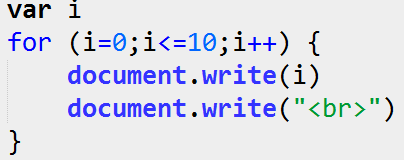 var i
for (i=0;i<=10;i++) {
    document.write(i)
    document.write("<br>")
}